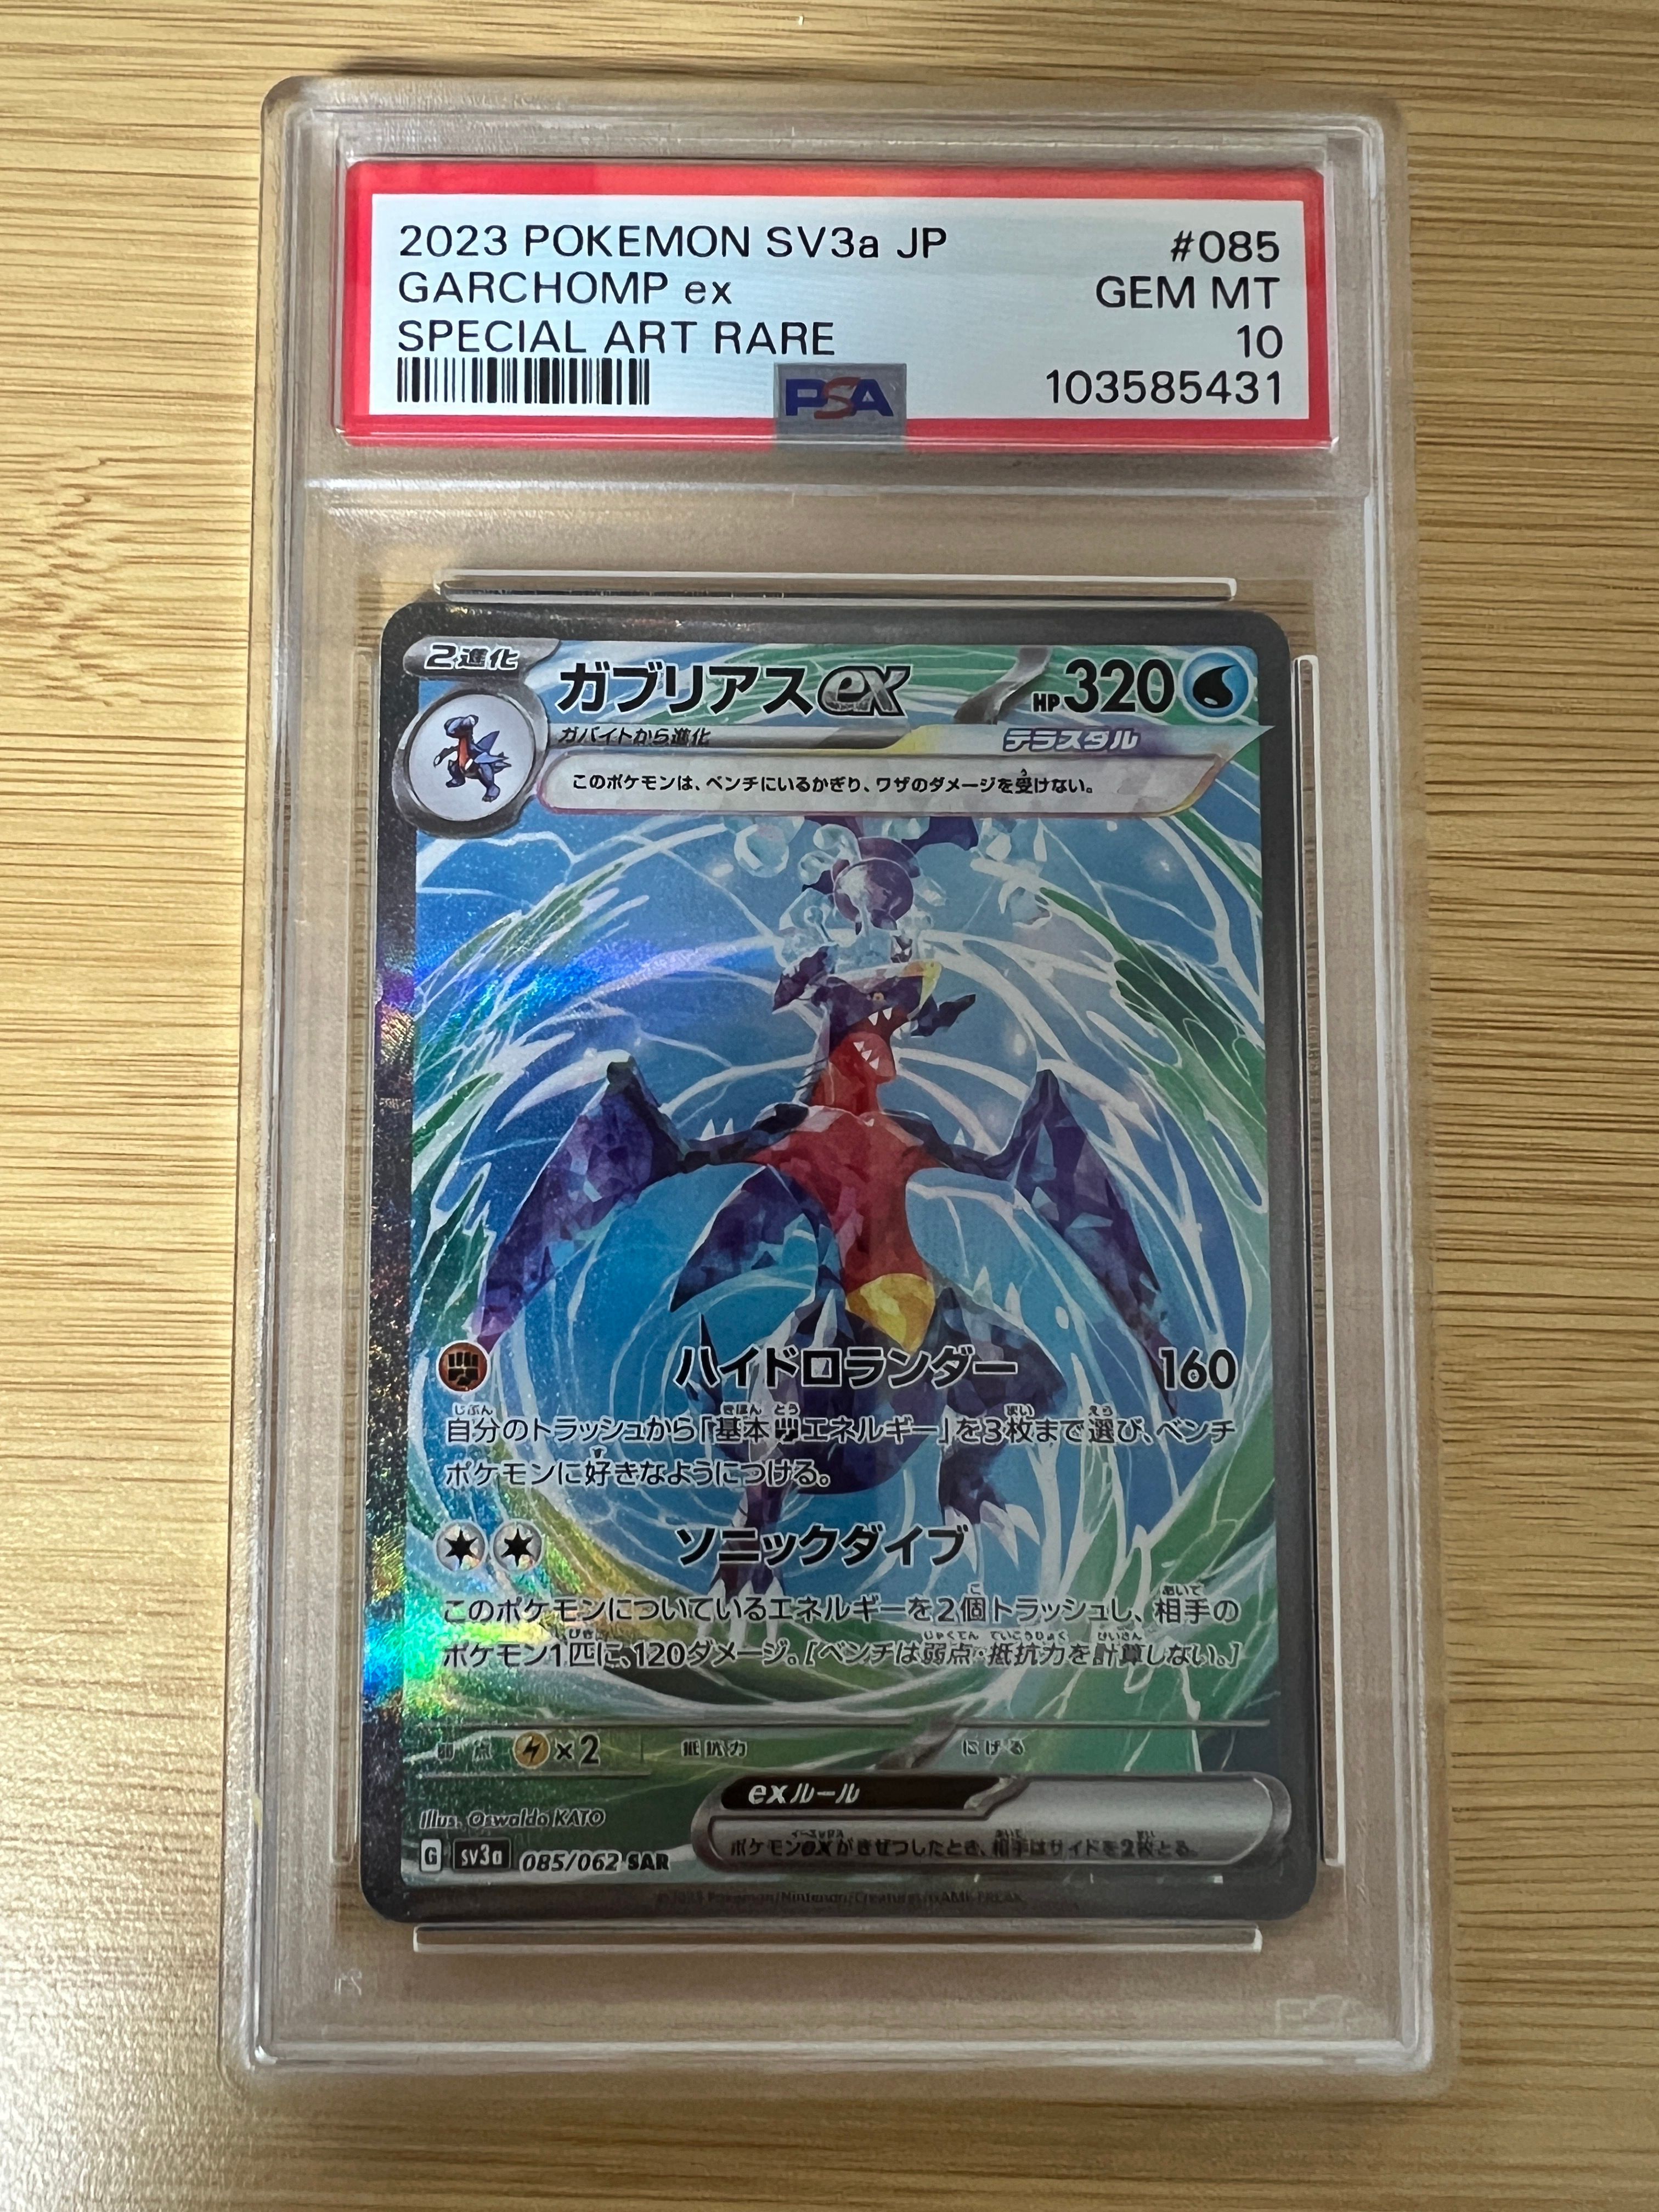 2023 POKEMON SV3a JP #085
GARCHOMP ex GEM MT
SPECIAL ART RARE 10
PSA 103585431
2進化 ガブリアスex HP320
ガバイトから進化 テラスタル
このポケモンは、ベンチにいるかぎり、ワザのダメージを受けない。
ハイドロランダー 160
自分のトラッシュから「基本エネルギー」を3枚まで選び、ベンチ
ポケモンに好きなようにつける。
ソニックダイブ
このポケモンについているエネルギーを2個トラッシュし、相手の
ポケモン1匹に、120ダメージ。[ベンチは弱点・抵抗力を計算しない。]
弱点 ×2 抵抗力 にげる
exルール
ポケモンexがきぜつしたとき、相手はサイドを2枚とる。
Illus. Oswaldo KATO
G sv3a 085/062 SAR
©2023 Pokémon/Nintendo/Creatures/GAME FREAK.